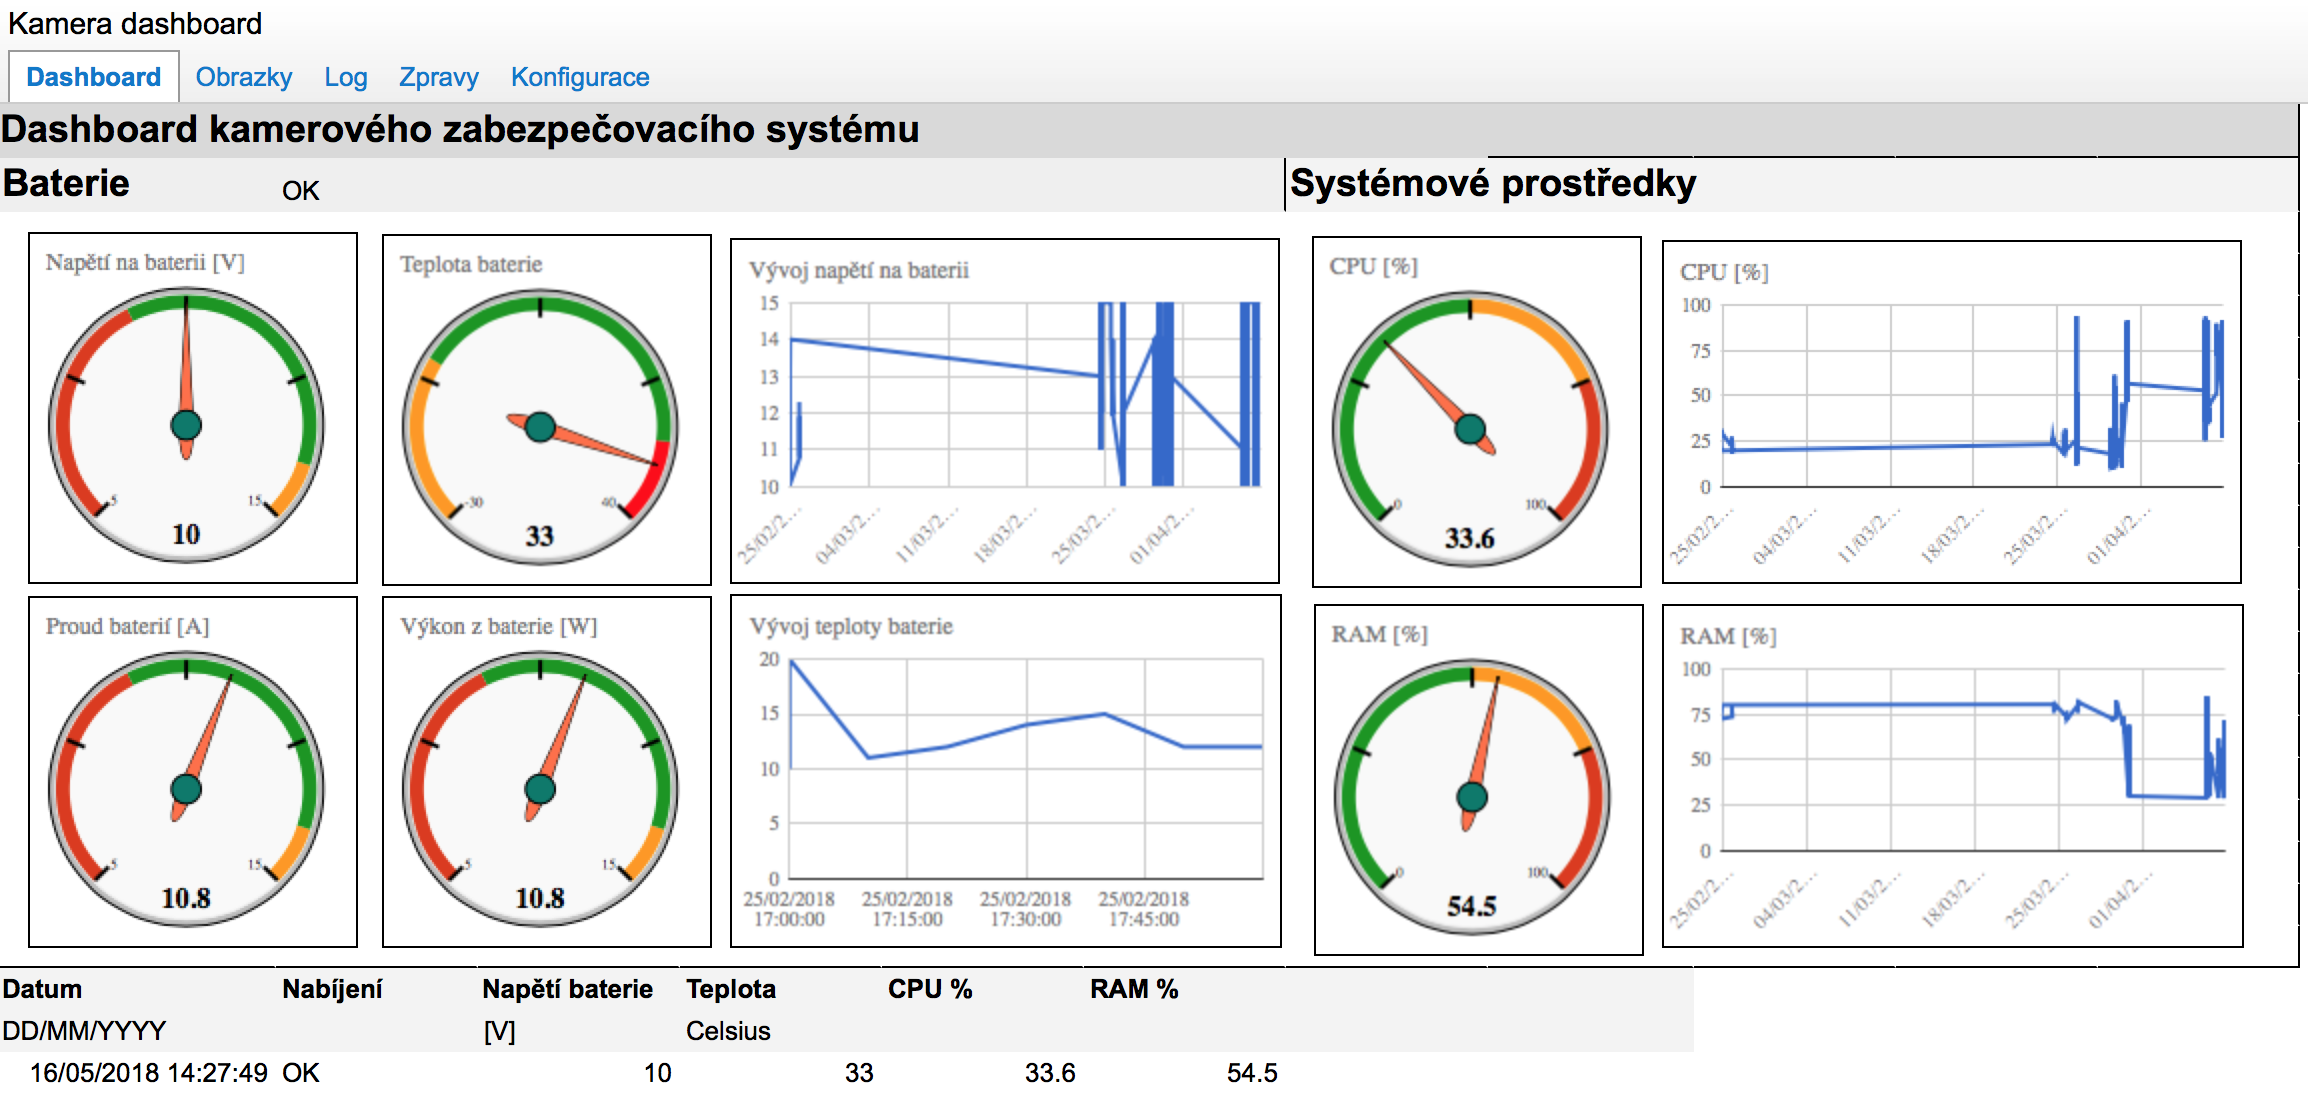 Kamera dashboard
Dashboard Obrazky Log Zpravy Konfigurace
Dashboard kamerového zabezpečovacího systému
Baterie OK
Systémové prostředky
Napětí na baterii [V]
5 15
10
Teplota baterie
-30 40
33
Vývoj napětí na baterii
15
14
13
12
11
10
25/02/2… 04/03/2… 11/03/2… 18/03/2… 25/03/2… 01/04/2…
CPU [%]
0 100
33.6
CPU [%]
100
75
50
25
0
25/02/2… 04/03/2… 11/03/2… 18/03/2… 25/03/2… 01/04/2…
Proud baterií [A]
5 15
10.8
Výkon z baterie [W]
5 15
10.8
Vývoj teploty baterie
20
15
10
5
0
25/02/2018 25/02/2018 25/02/2018 25/02/2018
17:00:00 17:15:00 17:30:00 17:45:00
RAM [%]
0 100
54.5
RAM [%]
100
75
50
25
0
25/02/2… 04/03/2… 11/03/2… 18/03/2… 25/03/2… 01/04/2…
Datum Nabíjení Napětí baterie Teplota CPU % RAM %
DD/MM/YYYY [V] Celsius
16/05/2018 14:27:49 OK 10 33 33.6 54.5